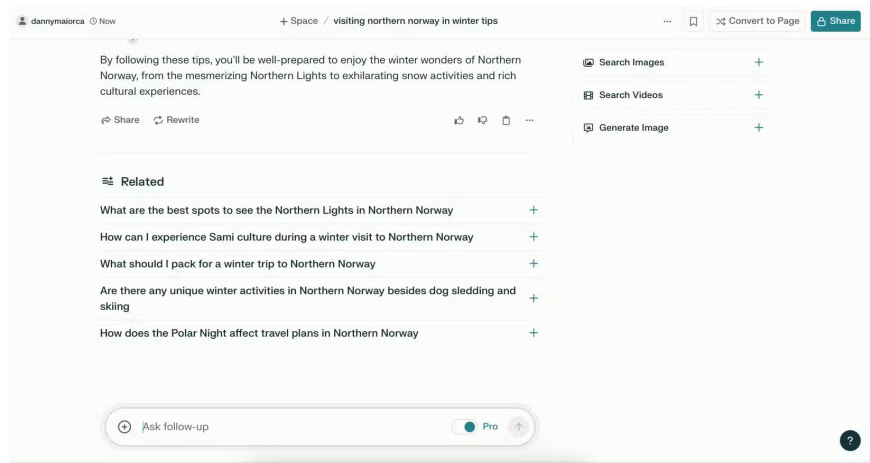 dannymaiorca Now
+ Space / visiting northern norway in winter tips
Convert to Page
Share
By following these tips, you'll be well-prepared to enjoy the winter wonders of Northern
Norway, from the mesmerizing Northern Lights to exhilarating snow activities and rich
cultural experiences.
Share Rewrite
Search Images +
Search Videos +
Generate Image +
Related
What are the best spots to see the Northern Lights in Northern Norway +
How can I experience Sami culture during a winter visit to Northern Norway +
What should I pack for a winter trip to Northern Norway +
Are there any unique winter activities in Northern Norway besides dog sledding and
skiing +
How does the Polar Night affect travel plans in Northern Norway +
Ask follow-up Pro
?